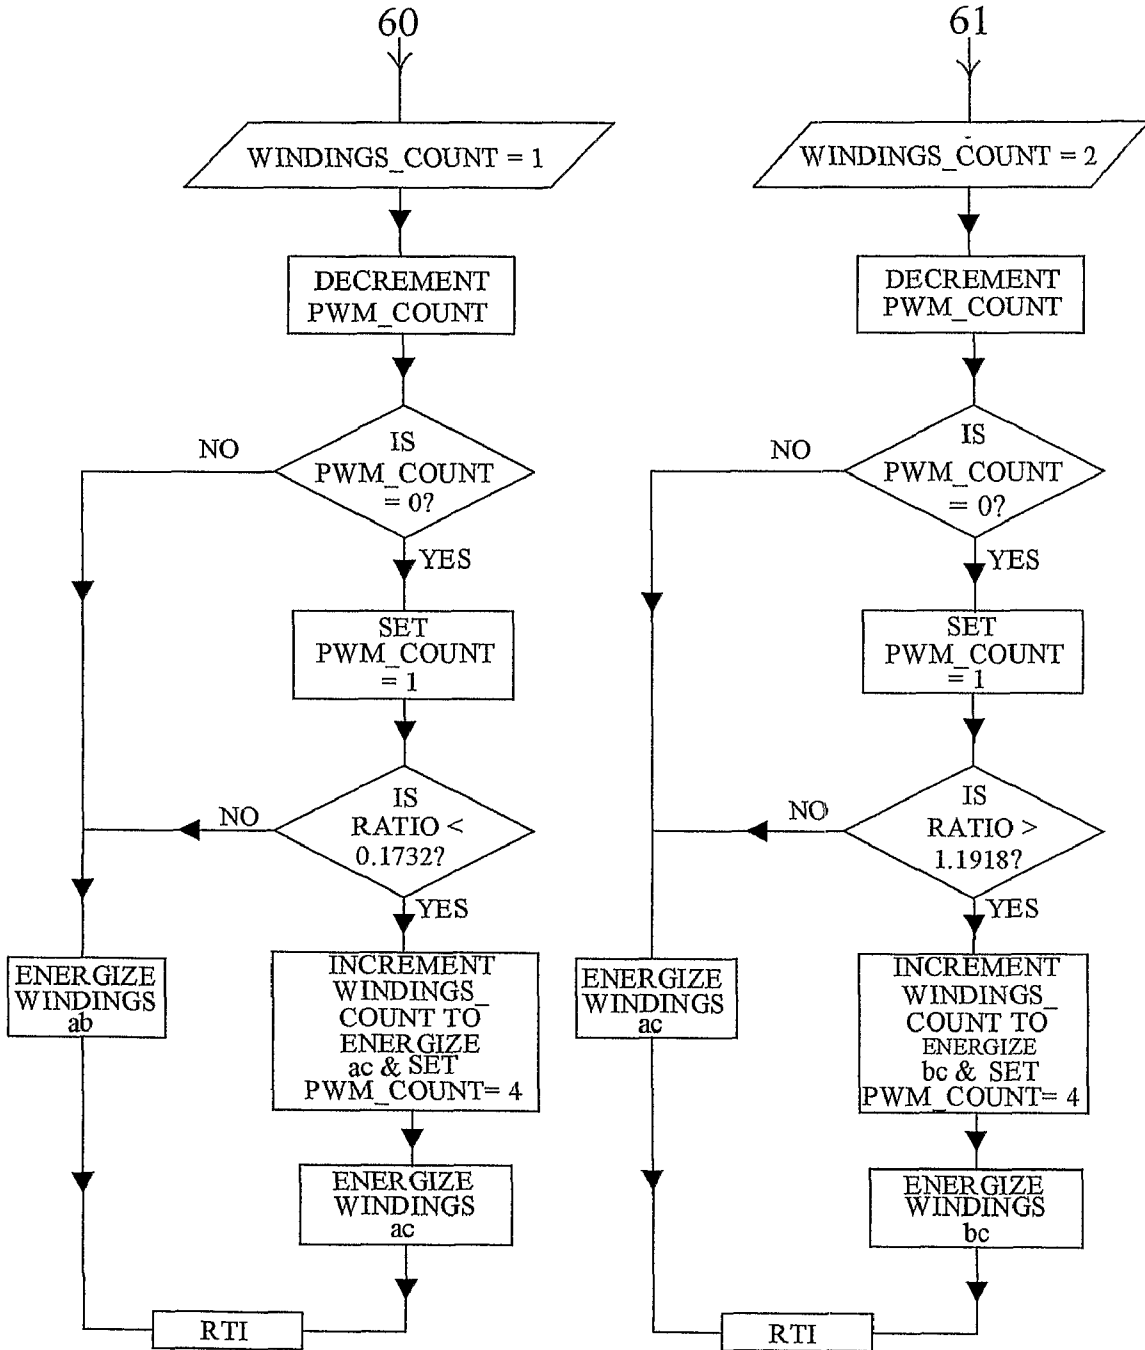 60
WINDINGS_COUNT = 1
DECREMENT
PWM_COUNT
IS
PWM_COUNT
= 0?
NO
YES
SET
PWM_COUNT
= 1
IS
RATIO <
0.1732?
NO
YES
ENERGIZE
WINDINGS
ab
INCREMENT
WINDINGS_
COUNT TO
ENERGIZE
ac & SET
PWM_COUNT= 4
ENERGIZE
WINDINGS
ac
RTI
61
WINDINGS_COUNT = 2
DECREMENT
PWM_COUNT
IS
PWM_COUNT
= 0?
NO
YES
SET
PWM_COUNT
= 1
IS
RATIO >
1.1918?
NO
YES
ENERGIZE
WINDINGS
ac
INCREMENT
WINDINGS_
COUNT TO
ENERGIZE
bc & SET
PWM_COUNT= 4
ENERGIZE
WINDINGS
bc
RTI